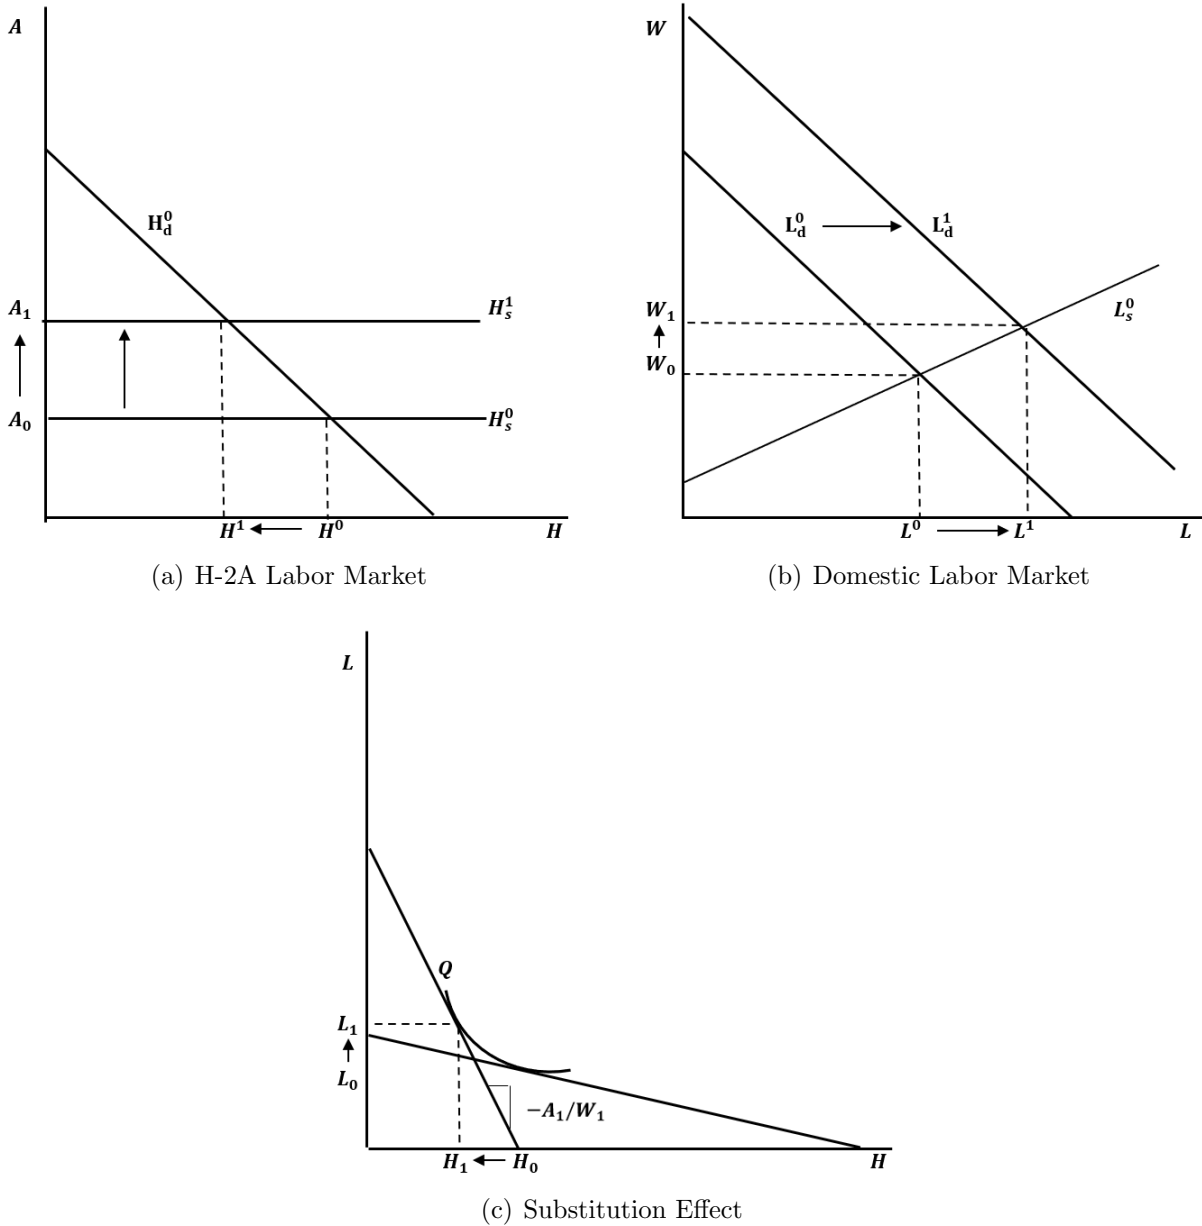 A
H_d^0
A_1
H_s^1
A_0
H_s^0
H^1 H^0 H
(a) H-2A Labor Market
W
L_d^0 L_d^1
W_1
L_s^0
W_0
L^0 L^1 L
(b) Domestic Labor Market
L
Q
L_1
L_0
−A_1/W_1
H_1 H_0 H
(c) Substitution Effect